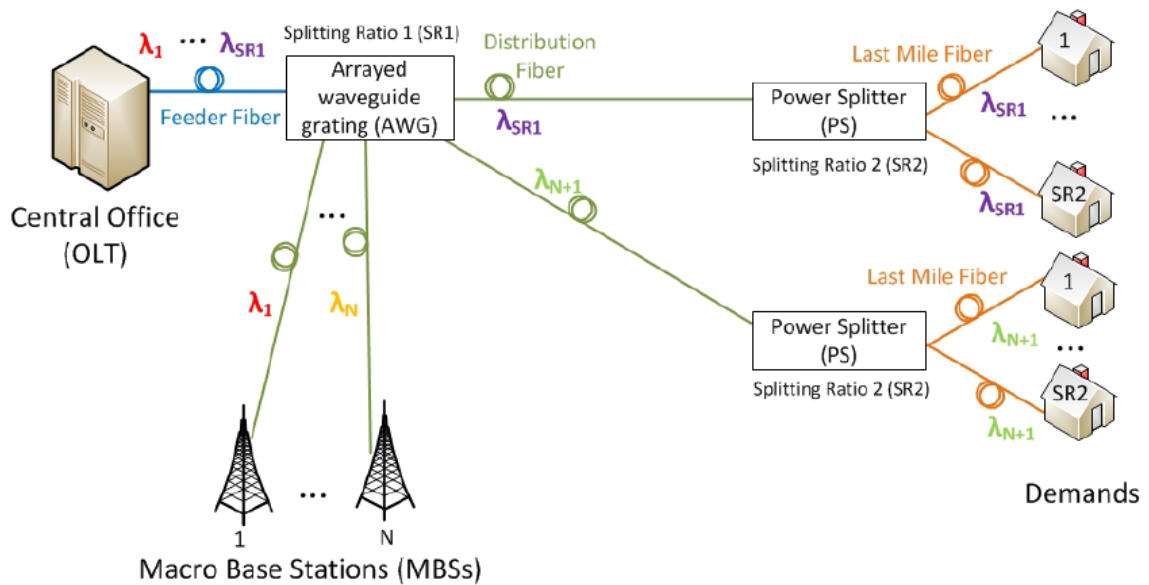 λ1 ... λSR1
Feeder Fiber
Central Office
(OLT)
Splitting Ratio 1 (SR1)
Arrayed
waveguide
grating (AWG)
Distribution
Fiber
λSR1
λN+1
Power Splitter
(PS)
Splitting Ratio 2 (SR2)
Last Mile Fiber
λSR1
1
...
λSR1
SR2
Power Splitter
(PS)
Splitting Ratio 2 (SR2)
Last Mile Fiber
λN+1
1
...
λN+1
SR2
Demands
...
λ1
λN
...
1
N
Macro Base Stations (MBSs)